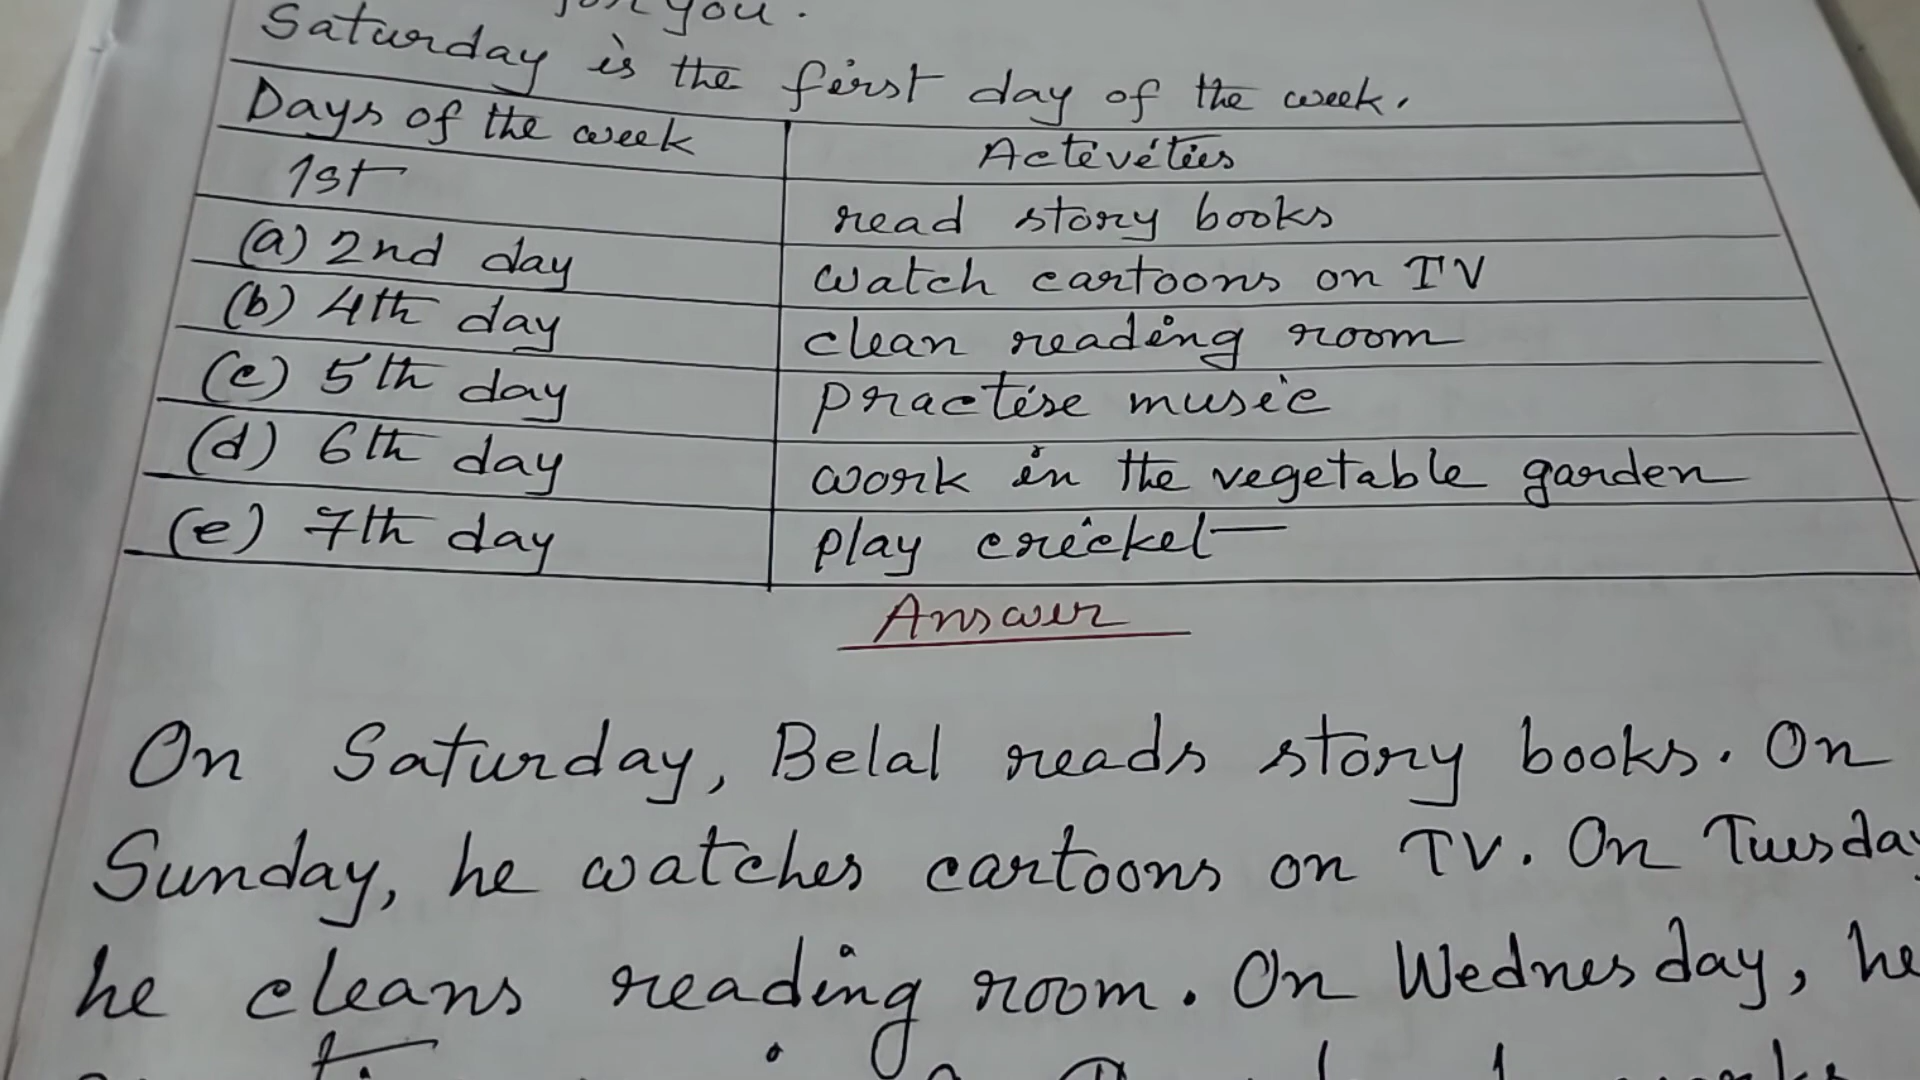 for you.
Saturday is the first day of the week.
Days of the week Activities
1st read story books
(a) 2nd day watch cartoons on TV
(b) 4th day clean reading room
(c) 5th day practise music
(d) 6th day work in the vegetable garden
(e) 7th day play cricket
Answer
On Saturday, Belal reads story books. On
Sunday, he watches cartoons on TV. On Tuesday
he cleans reading room. On Wednesday, he